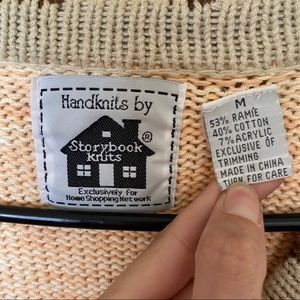 Handknits by
Storybook
knits
®
Exclusively for
Home Shopping Network
M
53% RAMIE
40% COTTON
7% ACRYLIC
EXCLUSIVE OF
TRIMMING
MADE IN CHINA
TURN FOR CARE